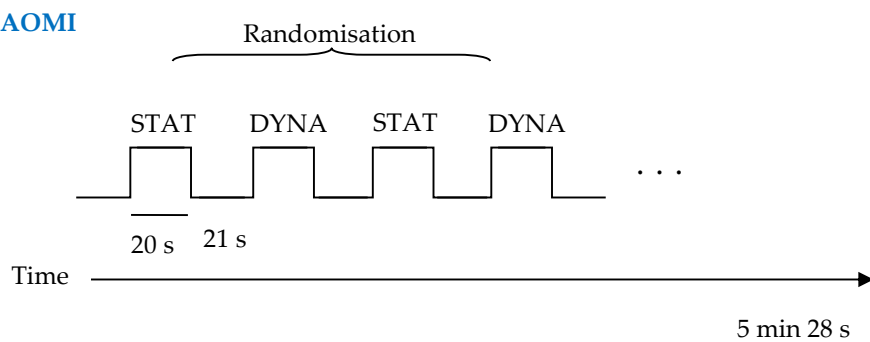 AOMI
Randomisation
STAT DYNA STAT DYNA
. . .
20 s 21 s
Time
5 min 28 s